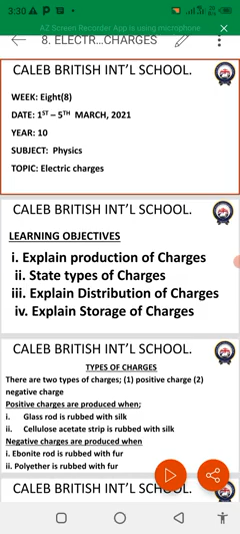 3:30
AZ Screen Recorder App is using microphone
8. ELECTR...CHARGES
CALEB BRITISH INT'L SCHOOL.
WEEK: Eight(8)
DATE: 1ST – 5TH MARCH, 2021
YEAR: 10
SUBJECT: Physics
TOPIC: Electric charges
CALEB BRITISH INT'L SCHOOL.
LEARNING OBJECTIVES
i. Explain production of Charges
ii. State types of Charges
iii. Explain Distribution of Charges
iv. Explain Storage of Charges
CALEB BRITISH INT'L SCHOOL.
TYPES OF CHARGES
There are two types of charges; (1) positive charge (2)
negative charge
Positive charges are produced when;
i. Glass rod is rubbed with silk
ii. Cellulose acetate strip is rubbed with silk
Negative charges are produced when
i. Ebonite rod is rubbed with fur
ii. Polyether is rubbed with fur
CALEB BRITISH INT'L SCHOOL.